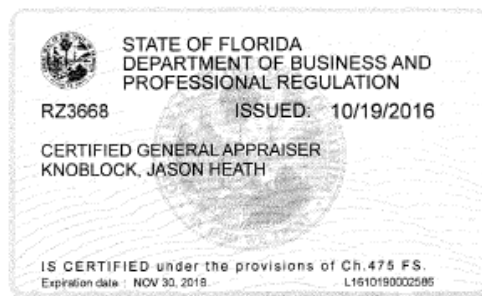 STATE OF FLORIDA
DEPARTMENT OF BUSINESS AND
PROFESSIONAL REGULATION
RZ3668 ISSUED: 10/19/2016
CERTIFIED GENERAL APPRAISER
KNOBLOCK, JASON HEATH
IS CERTIFIED under the provisions of Ch.475 FS.
Expiration date : NOV 30, 2018 L1610190002586